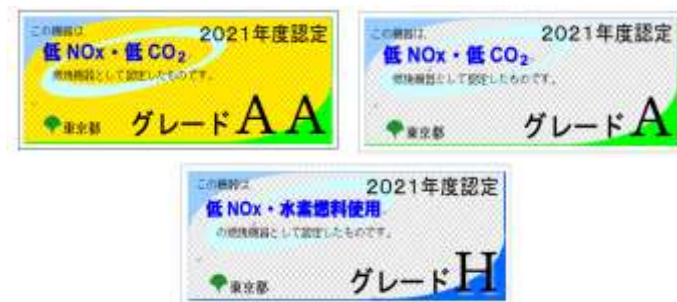 この機器は 2021年度認定
低 NOx・低 CO₂
燃焼機器として認定したものです。
東京都 グレード A A
この機器は 2021年度認定
低 NOx・低 CO₂
燃焼機器として認定したものです。
東京都 グレード A
この機器は 2021年度認定
低 NOx・水素燃料使用
の燃焼機器として認定したものです。
東京都 グレード H